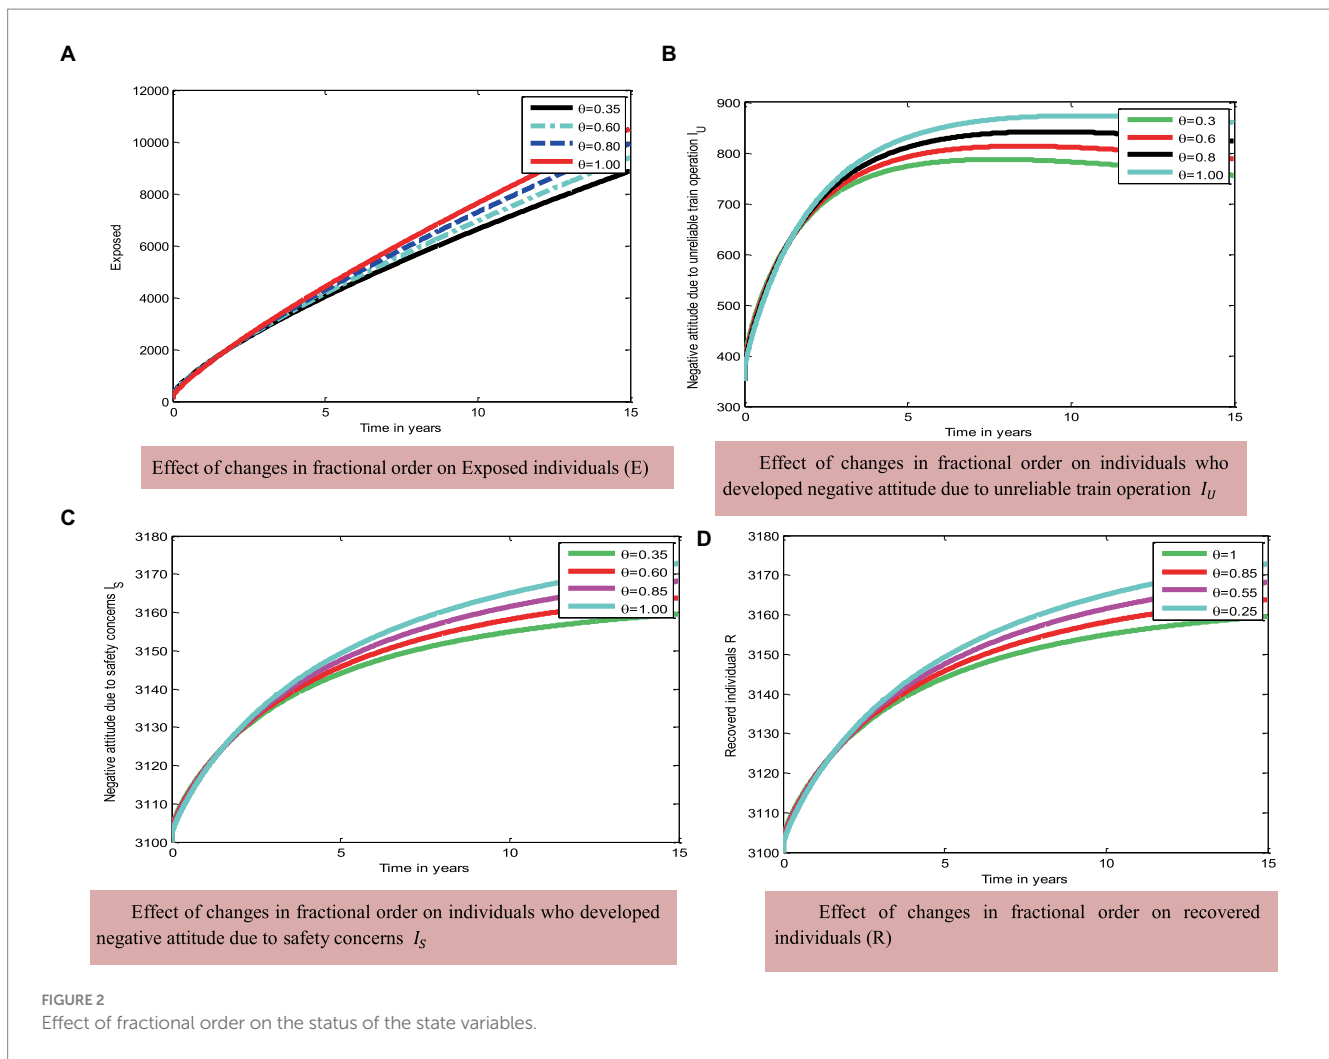 A
12000
10000
8000
6000
4000
2000
0
Exposed
θ=0.35
θ=0.60
θ=0.80
θ=1.00
0 5 10 15
Time in years
Effect of changes in fractional order on Exposed individuals (E)
B
900
800
700
600
500
400
300
Negative attitude due to unreliable train operation I_U
θ=0.3
θ=0.6
θ=0.8
θ=1.00
0 5 10 15
Time in years
Effect of changes in fractional order on individuals who
developed negative attitude due to unreliable train operation I_U
C
3180
3170
3160
3150
3140
3130
3120
3110
3100
Negative attitude due to safety concerns I_S
θ=0.35
θ=0.60
θ=0.85
θ=1.00
0 5 10 15
Time in years
Effect of changes in fractional order on individuals who developed
negative attitude due to safety concerns I_S
D
3180
3170
3160
3150
3140
3130
3120
3110
3100
Recoverd individuals R
θ=1
θ=0.85
θ=0.55
θ=0.25
0 5 10 15
Time in years
Effect of changes in fractional order on recovered
individuals (R)
FIGURE 2
Effect of fractional order on the status of the state variables.